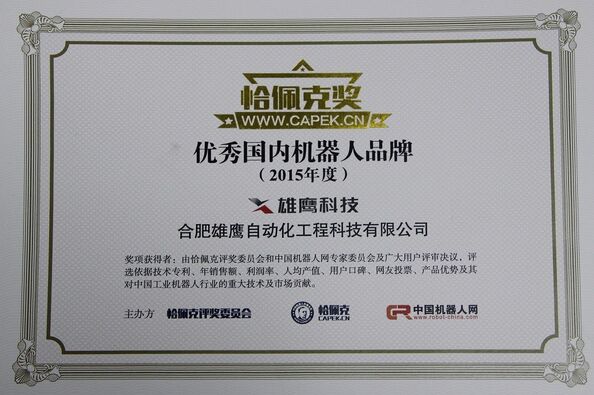 恰佩克奖
WWW.CAPEK.CN
优秀国内机器人品牌
（2015年度）
雄鹰科技
合肥雄鹰自动化工程科技有限公司
奖项获得者：由恰佩克评奖委员会和中国机器人网专家委员会及广大用户评审决议，评
选依据技术专利、年销售额、利润率、人均产值、用户口碑、网友投票、产品优势及其
对中国工业机器人行业的重大技术及市场贡献。
主办方 恰佩克评奖委员会 恰佩克 中国机器人网
CAPEK.CN www.robot-china.com